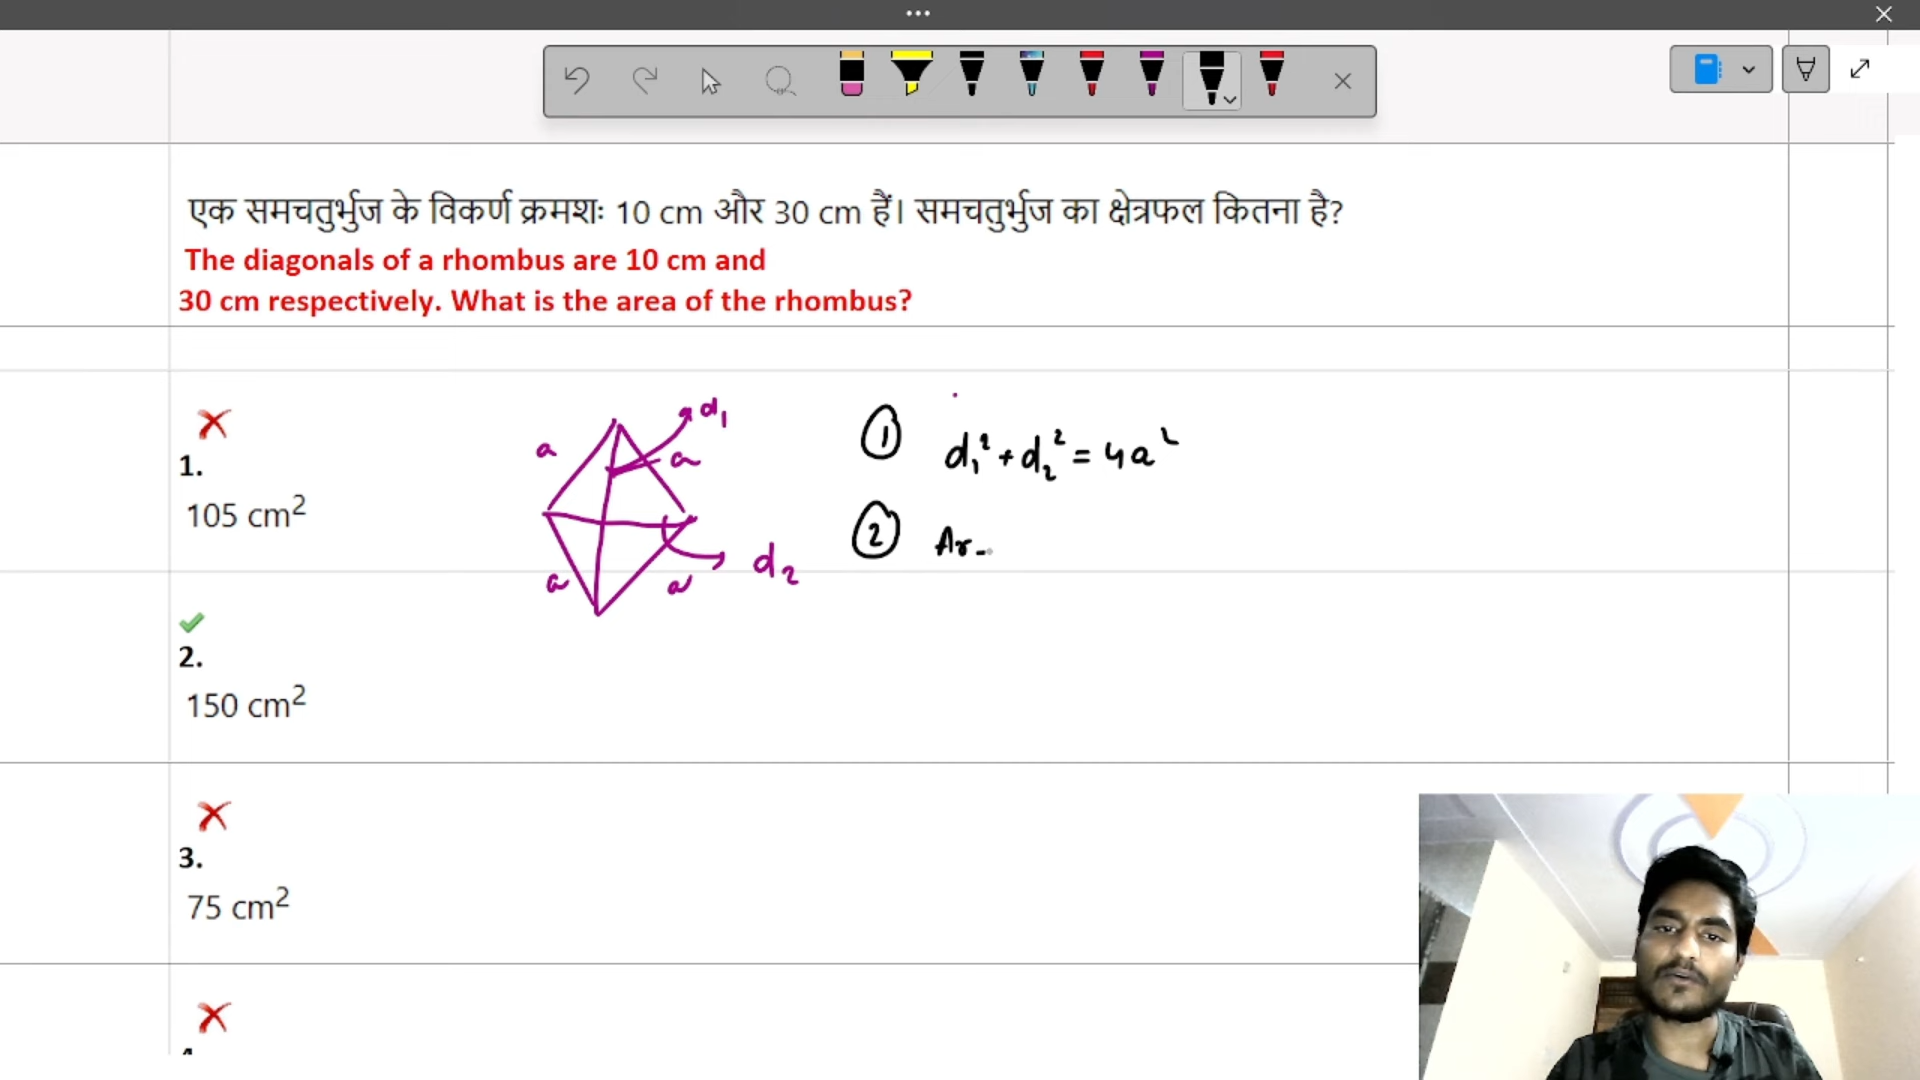 एक समचतुर्भुज के विकर्ण क्रमशः 10 cm और 30 cm हैं। समचतुर्भुज का क्षेत्रफल कितना है?
The diagonals of a rhombus are 10 cm and
30 cm respectively. What is the area of the rhombus?
1.
105 cm²
a
d₁
a
a
a
d₂
① d₁² + d₂² = 4a²
② Ar-
2.
150 cm²
3.
75 cm²